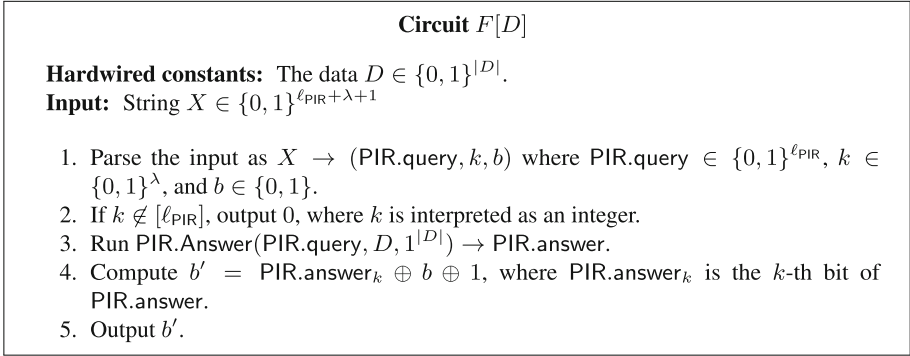 Circuit F[D]
Hardwired constants: The data D ∈ {0, 1}^{|D|}.
Input: String X ∈ {0, 1}^{ℓ_PIR+λ+1}
1. Parse the input as X → (PIR.query, k, b) where PIR.query ∈ {0, 1}^{ℓ_PIR}, k ∈
{0, 1}^λ, and b ∈ {0, 1}.
2. If k ∉ [ℓ_PIR], output 0, where k is interpreted as an integer.
3. Run PIR.Answer(PIR.query, D, 1^{|D|}) → PIR.answer.
4. Compute b′ = PIR.answer_k ⊕ b ⊕ 1, where PIR.answer_k is the k-th bit of
PIR.answer.
5. Output b′.